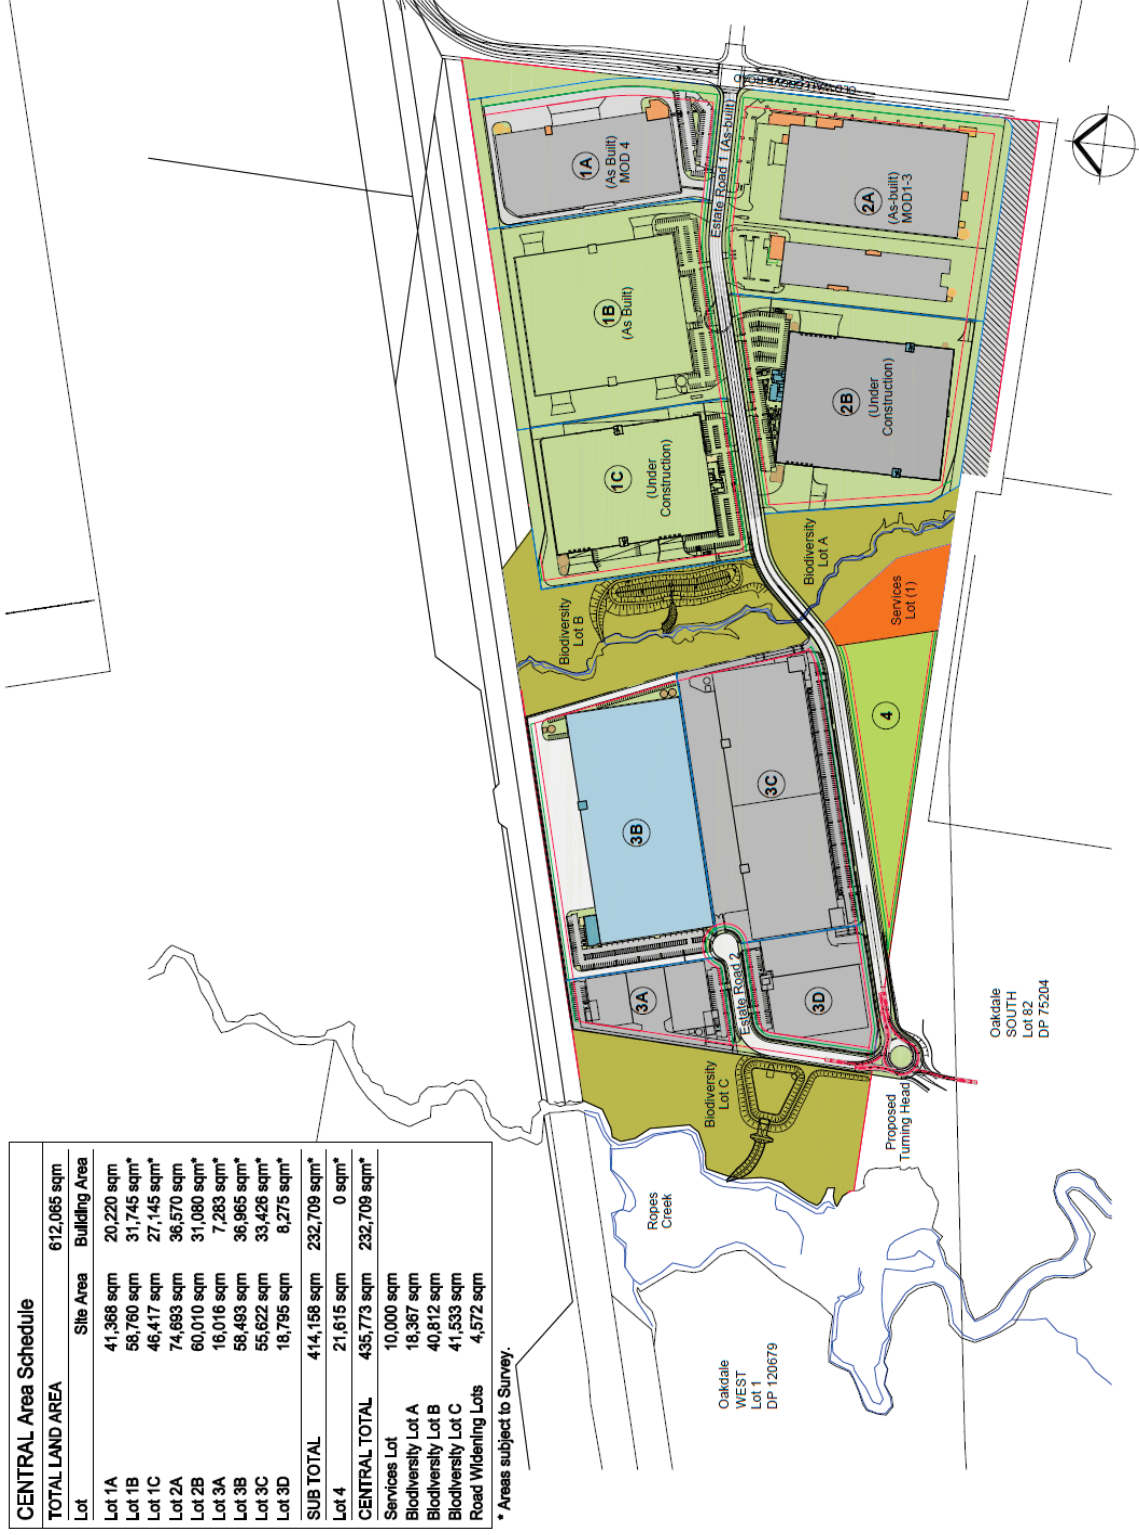 CENTRAL Area Schedule
TOTAL LAND AREA 612,065 sqm
Lot Site Area Building Area
Lot 1A 41,368 sqm 20,220 sqm
Lot 1B 58,760 sqm 31,745 sqm*
Lot 1C 46,417 sqm 27,145 sqm*
Lot 2A 74,693 sqm 36,570 sqm
Lot 2B 60,010 sqm 31,080 sqm*
Lot 3A 16,016 sqm 7,283 sqm*
Lot 3B 58,493 sqm 36,965 sqm*
Lot 3C 55,622 sqm 33,426 sqm*
Lot 3D 18,795 sqm 8,275 sqm*
SUB TOTAL 414,158 sqm 232,709 sqm*
Lot 4 21,615 sqm 0 sqm*
CENTRAL TOTAL 435,773 sqm 232,709 sqm*
Services Lot 10,000 sqm
Biodiversity Lot A 18,367 sqm
Biodiversity Lot B 40,812 sqm
Biodiversity Lot C 41,533 sqm
Road Widening Lots 4,572 sqm
* Areas subject to Survey.
1A
(As Built)
MOD 4
1B
(As Built)
1C
(Under
Construction)
2A
(As-built)
MOD1-3
2B
(Under
Construction)
Estate Road 1 (As-built)
Biodiversity
Lot A
Biodiversity
Lot B
Services
Lot (1)
4
3B
3C
3A
3D
Estate Road 2
Biodiversity
Lot C
Proposed
Turning Head
Ropes
Creek
Oakdale
SOUTH
Lot 82
DP 75204
Oakdale
WEST
Lot 1
DP 120679